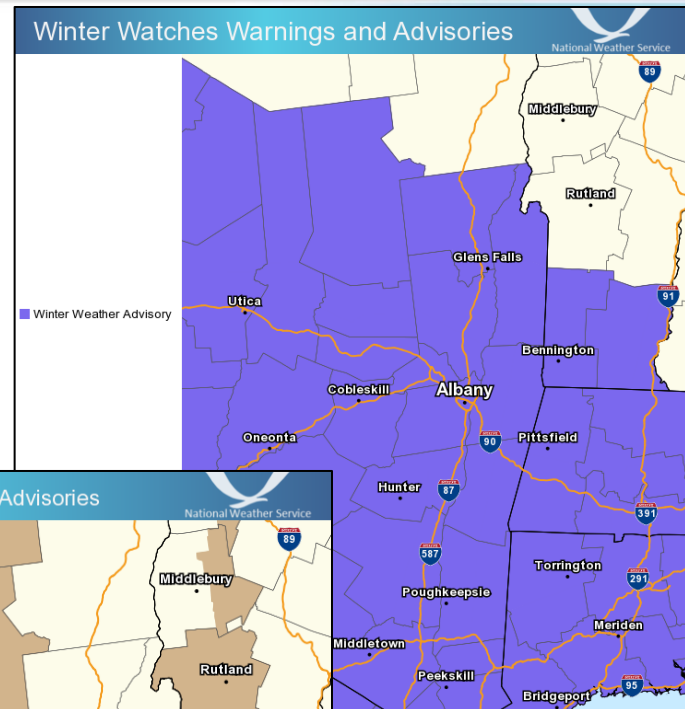 Winter Watches Warnings and Advisories
National Weather Service
89
Middlebury
Rutland
Glens Falls
91
Utica
Winter Weather Advisory
Bennington
Cobleskill
Albany
Oneonta
90
Pittsfield
Hunter
87
391
587
Torrington
291
Poughkeepsie
Meriden
Middletown
Peekskill
95
Bridgeport
Advisories
National Weather Service
89
Middlebury
Rutland